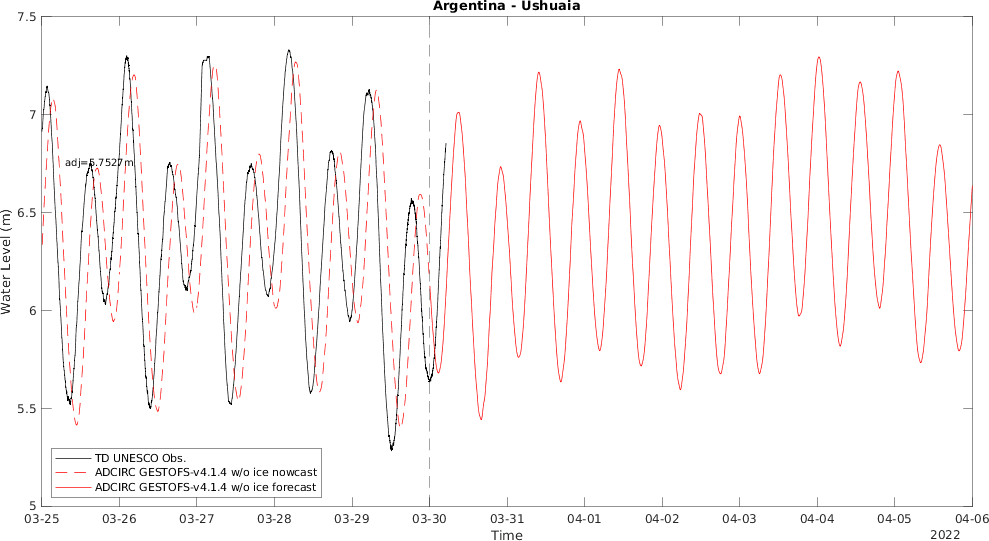 Argentina - Ushuaia
7.5
7
6.5
6
5.5
5
Water Level (m)
adj=5.7527m
TD UNESCO Obs.
ADCIRC GESTOFS-v4.1.4 w/o ice nowcast
ADCIRC GESTOFS-v4.1.4 w/o ice forecast
03-25 03-26 03-27 03-28 03-29 03-30 03-31 04-01 04-02 04-03 04-04 04-05 04-06
Time
2022